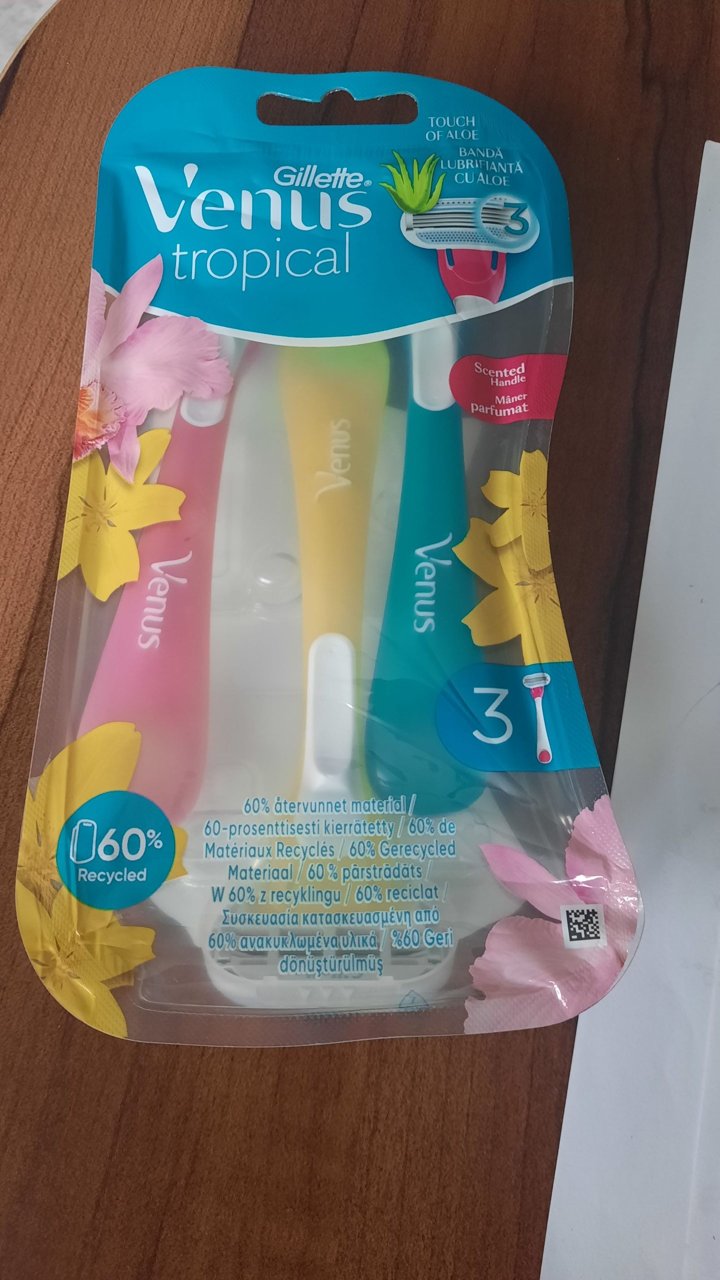 TOUCH
OF ALOE
BANDĂ
LUBRIFIANTĂ
CU ALOE
3
Gillette®
Venus
tropical
Scented
Handle
Mâner
parfumat
Venus
Venus
Venus
3
60%
Recycled
60% återvunnet material /
60-prosenttisesti kierrätetty / 60% de
Matériaux Recyclés / 60% Gerecycled
Materiaal / 60 % pārstrādāts /
W 60% z recyklingu / 60% reciclat /
Συσκευασία κατασκευασμένη από
60% ανακυκλωμένα υλικά / %60 Geri
dönüştürülmüş